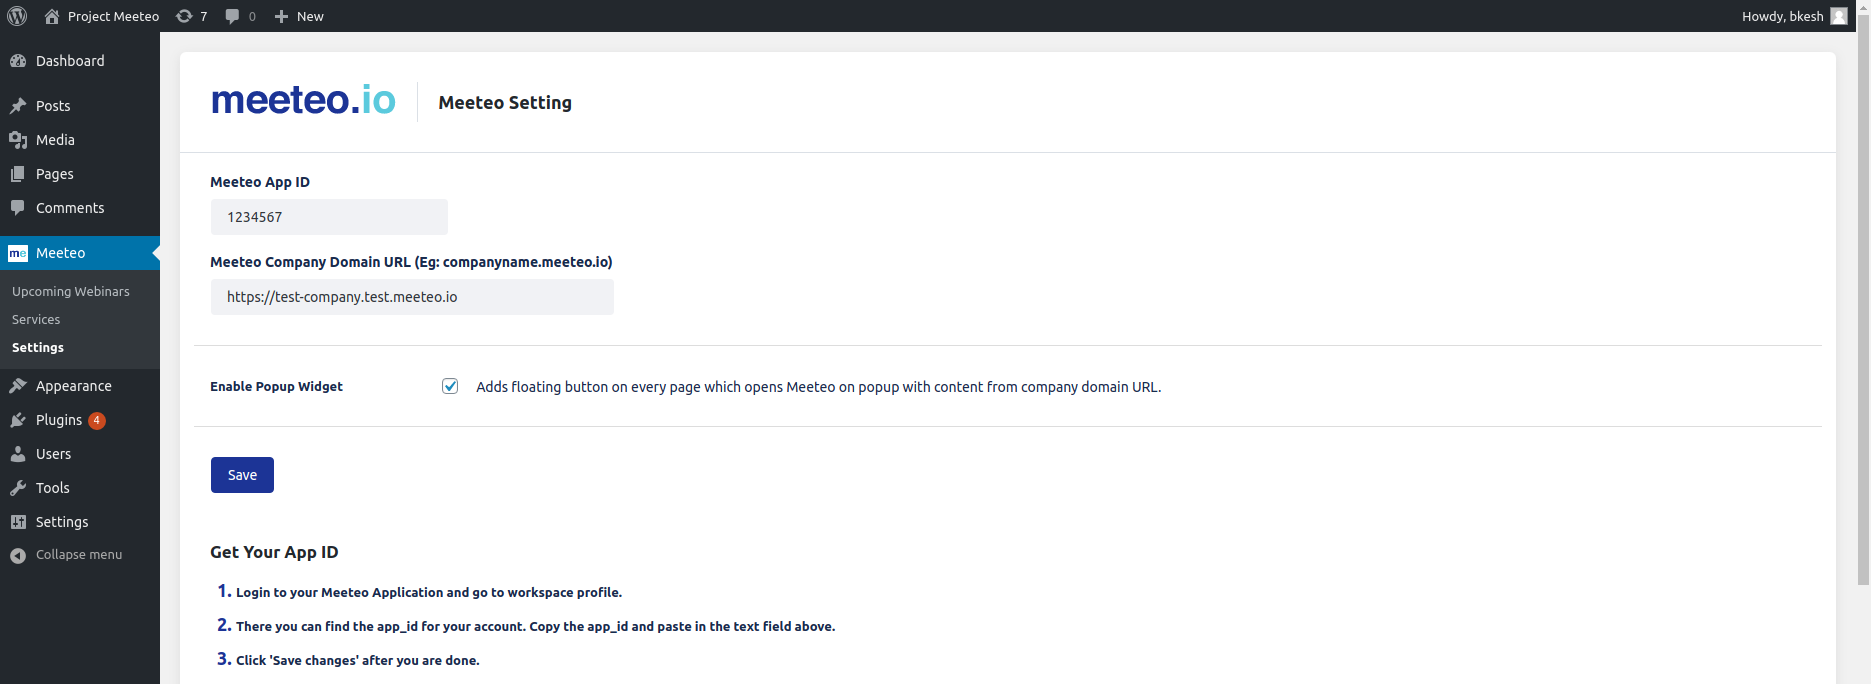 Project Meeteo 7 0 New Howdy, bkesh
Dashboard
Posts
Media
Pages
Comments
me Meeteo
Upcoming Webinars
Services
Settings
Appearance
Plugins 4
Users
Tools
Settings
Collapse menu
meeteo.io Meeteo Setting
Meeteo App ID
1234567
Meeteo Company Domain URL (Eg: companyname.meeteo.io)
https://test-company.test.meeteo.io
Enable Popup Widget Adds floating button on every page which opens Meeteo on popup with content from company domain URL.
Save
Get Your App ID
1. Login to your Meeteo Application and go to workspace profile.
2. There you can find the app_id for your account. Copy the app_id and paste in the text field above.
3. Click 'Save changes' after you are done.